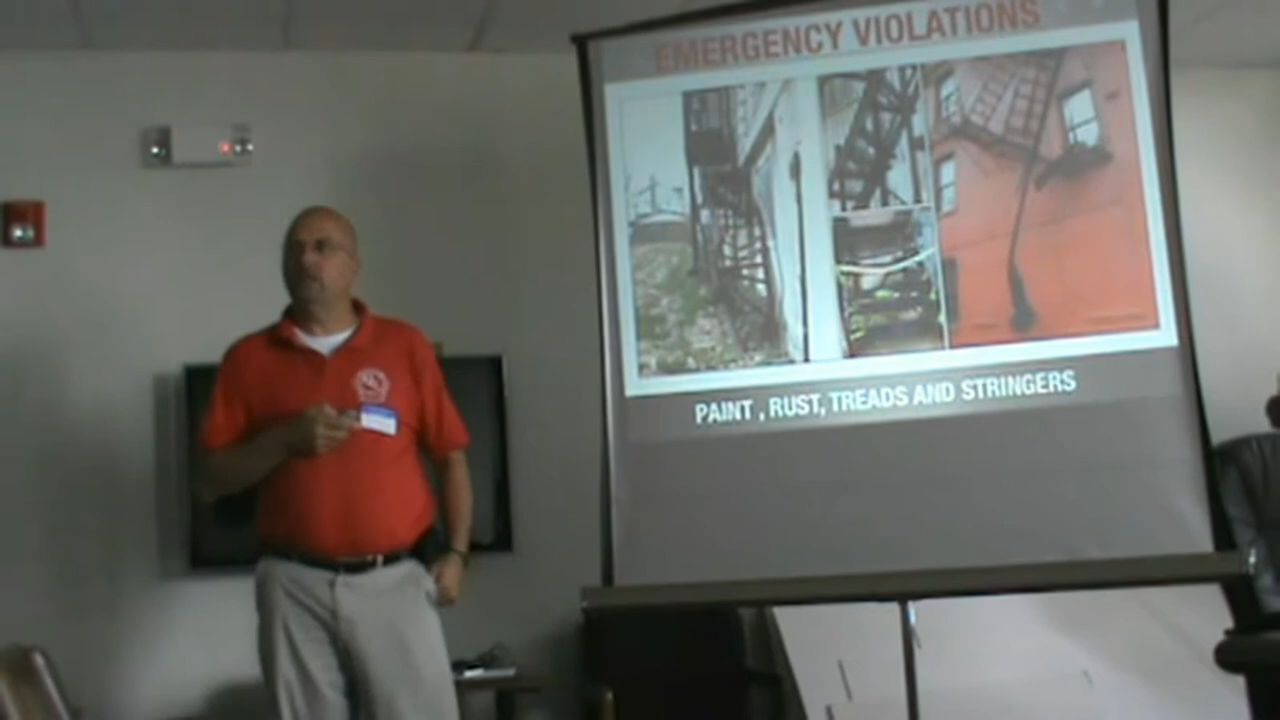 EMERGENCY VIOLATIONS
PAINT , RUST, TREADS AND STRINGERS